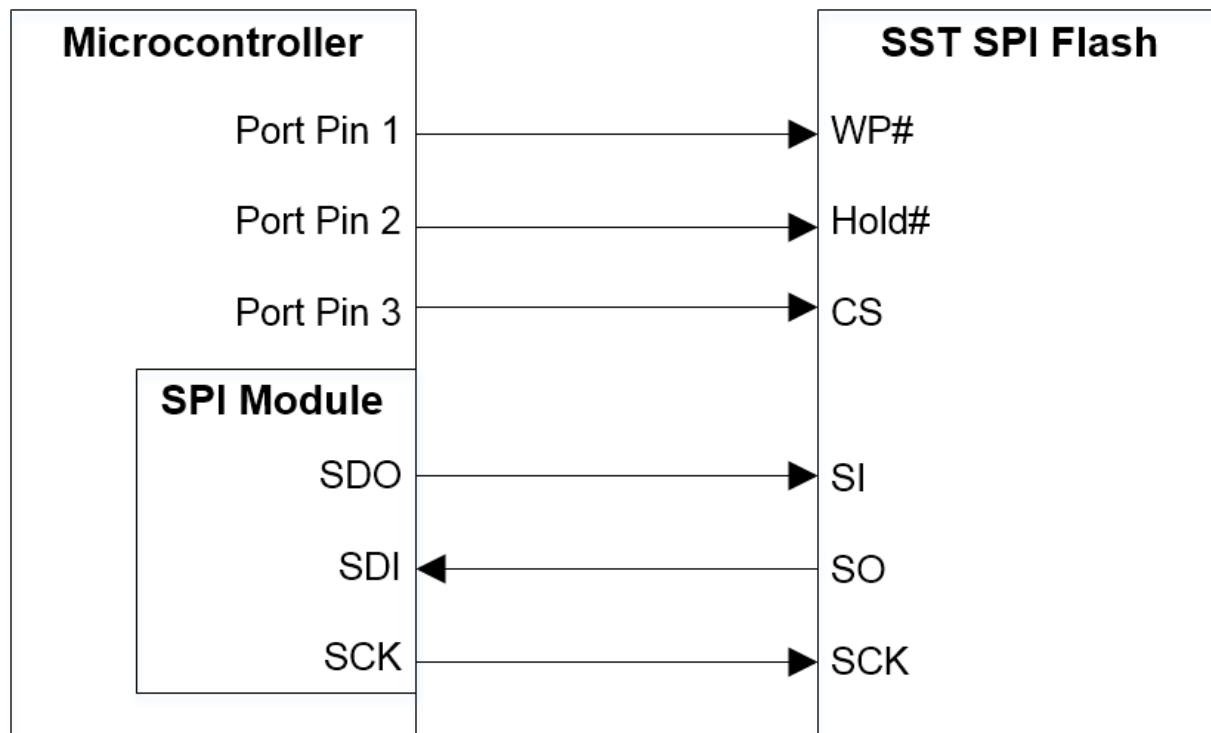 Microcontroller
Port Pin 1
Port Pin 2
Port Pin 3
SPI Module
SDO
SDI
SCK
SST SPI Flash
WP#
Hold#
CS
SI
SO
SCK